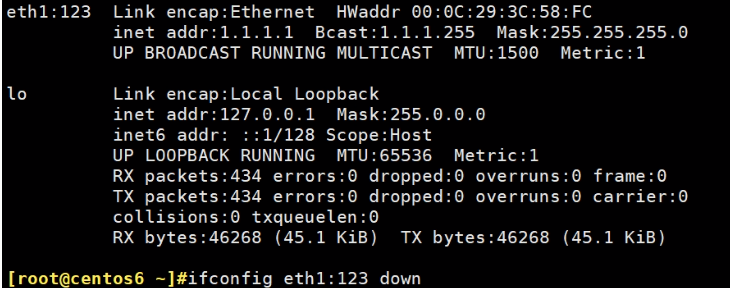 eth1:123  Link encap:Ethernet  HWaddr 00:0C:29:3C:58:FC
          inet addr:1.1.1.1  Bcast:1.1.1.255  Mask:255.255.255.0
          UP BROADCAST RUNNING MULTICAST  MTU:1500  Metric:1

lo        Link encap:Local Loopback
          inet addr:127.0.0.1  Mask:255.0.0.0
          inet6 addr: ::1/128 Scope:Host
          UP LOOPBACK RUNNING  MTU:65536  Metric:1
          RX packets:434 errors:0 dropped:0 overruns:0 frame:0
          TX packets:434 errors:0 dropped:0 overruns:0 carrier:0
          collisions:0 txqueuelen:0
          RX bytes:46268 (45.1 KiB)  TX bytes:46268 (45.1 KiB)

[root@centos6 ~]#ifconfig eth1:123 down